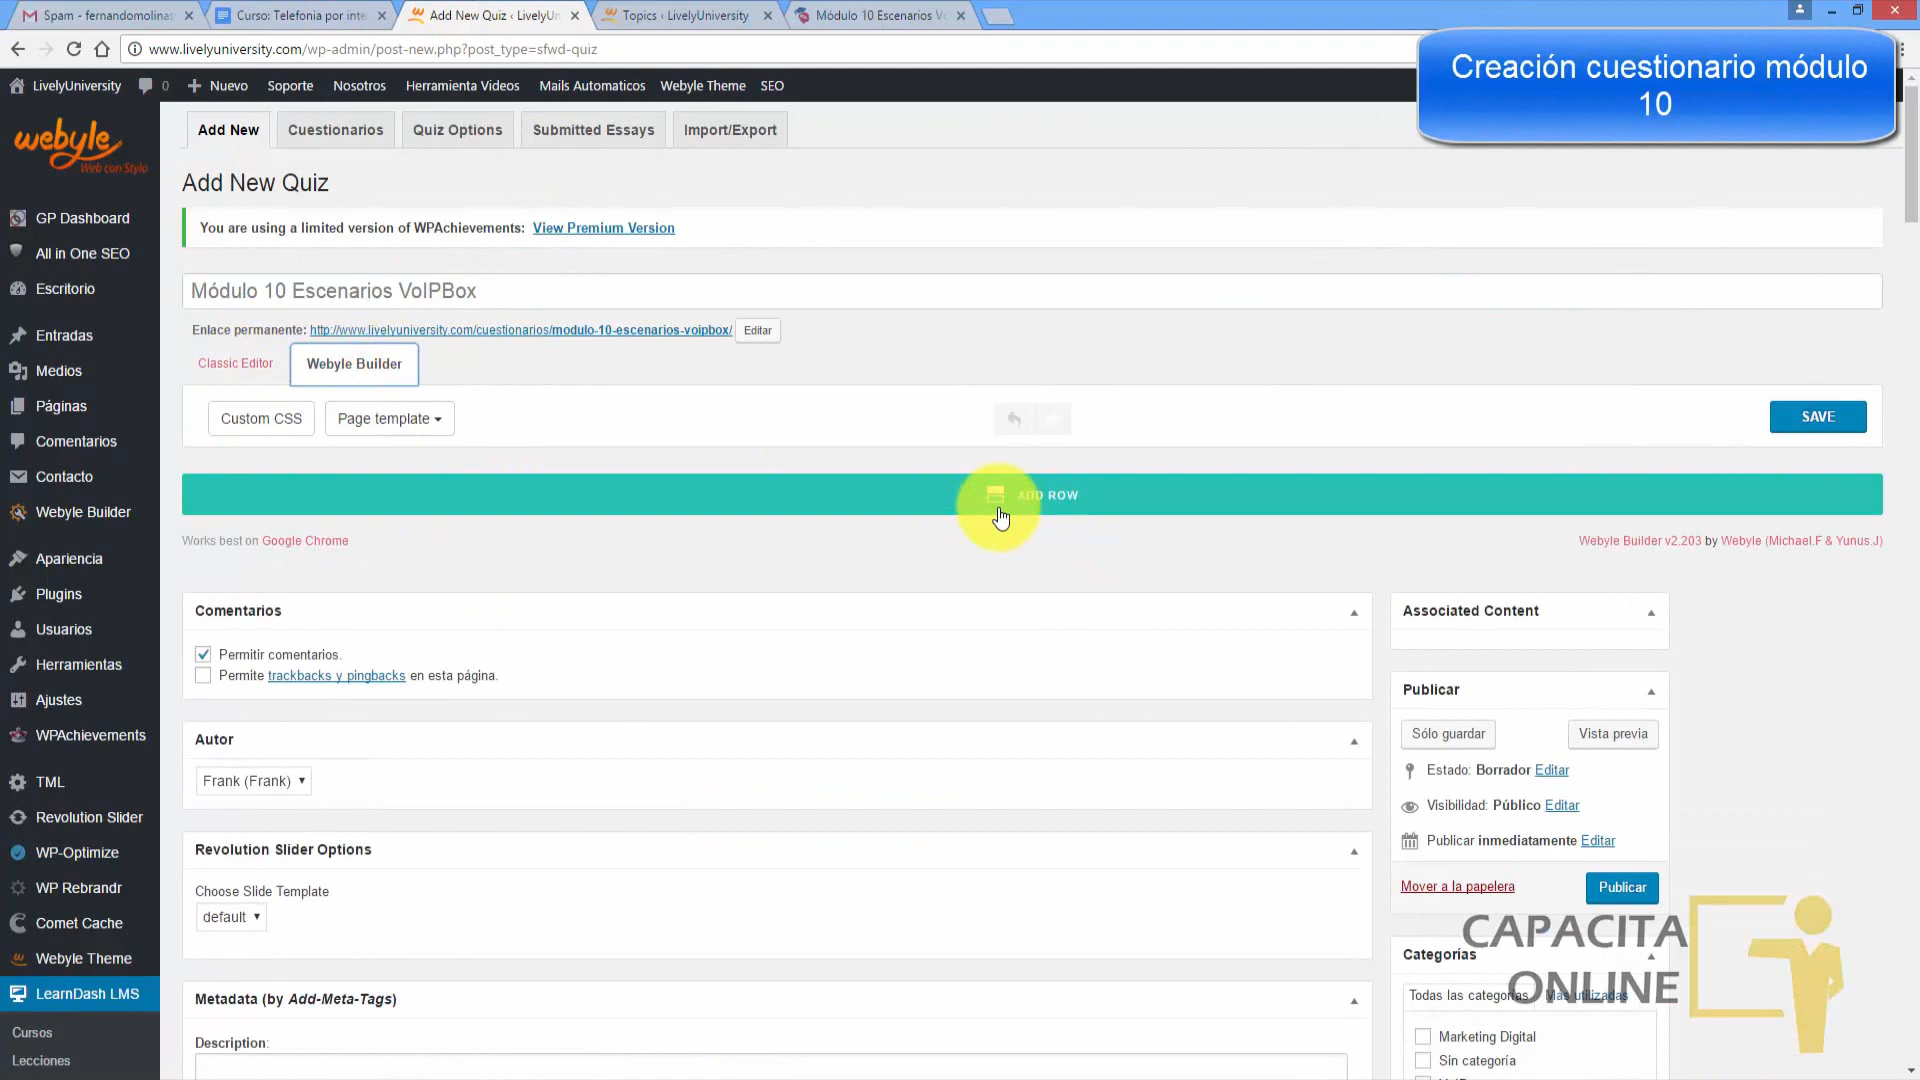 Spam - fernandomolinas
Curso: Telefonia por inte
Add New Quiz ‹ LivelyUn
Topics ‹ LivelyUniversity
Módulo 10 Escenarios Vo
www.livelyuniversity.com/wp-admin/post-new.php?post_type=sfwd-quiz
Creación cuestionario módulo
10
LivelyUniversity
0
Nuevo
Soporte
Nosotros
Herramienta Videos
Mails Automaticos
Webyle Theme
SEO
webyle
Web con Stylo
Add New
Cuestionarios
Quiz Options
Submitted Essays
Import/Export
Add New Quiz
You are using a limited version of WPAchievements: View Premium Version
Módulo 10 Escenarios VoIPBox
Enlace permanente: http://www.livelyuniversity.com/cuestionarios/modulo-10-escenarios-voipbox/ Editar
Classic Editor
Webyle Builder
Custom CSS
Page template
SAVE
ADD ROW
Works best on Google Chrome
Webyle Builder v2.203 by Webyle (Michael.F & Yunus.J)
GP Dashboard
All in One SEO
Escritorio
Entradas
Medios
Páginas
Comentarios
Contacto
Webyle Builder
Apariencia
Plugins
Usuarios
Herramientas
Ajustes
WPAchievements
TML
Revolution Slider
WP-Optimize
WP Rebrandr
Comet Cache
Webyle Theme
LearnDash LMS
Cursos
Lecciones
Comentarios
Permitir comentarios.
Permite trackbacks y pingbacks en esta página.
Autor
Frank (Frank)
Revolution Slider Options
Choose Slide Template
default
Metadata (by Add-Meta-Tags)
Description:
Associated Content
Publicar
Sólo guardar
Vista previa
Estado: Borrador Editar
Visibilidad: Público Editar
Publicar inmediatamente Editar
Mover a la papelera
Publicar
CAPACITA
ONLINE
Categorías
Todas las categorías
Más utilizadas
Marketing Digital
Sin categoría